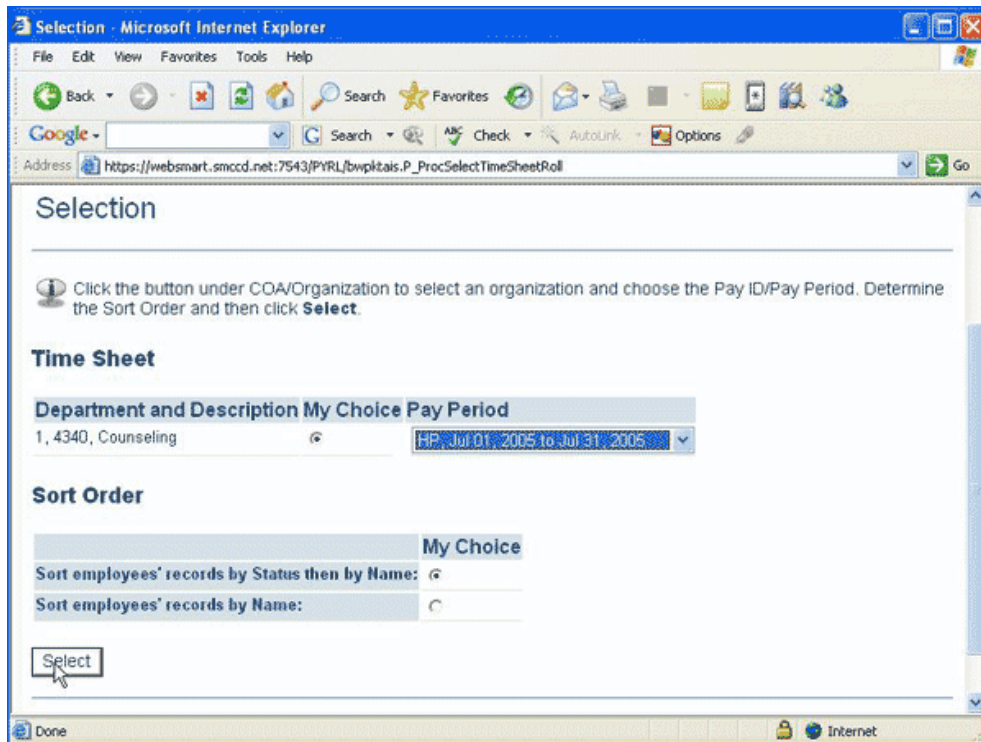 Selection - Microsoft Internet Explorer
File Edit View Favorites Tools Help
Back Search Favorites
Google Search ABC Check AutoLink Options
Address https://websmart.smccd.net:7543/PYRL/bwpktais.P_ProcSelectTimeSheetRoll Go
Selection
Click the button under COA/Organization to select an organization and choose the Pay ID/Pay Period. Determine
the Sort Order and then click Select.
Time Sheet
Department and Description My Choice Pay Period
1, 4340, Counseling HP, Jul 01, 2005 to Jul 31, 2005
Sort Order
My Choice
Sort employees' records by Status then by Name:
Sort employees' records by Name:
Select
Done Internet